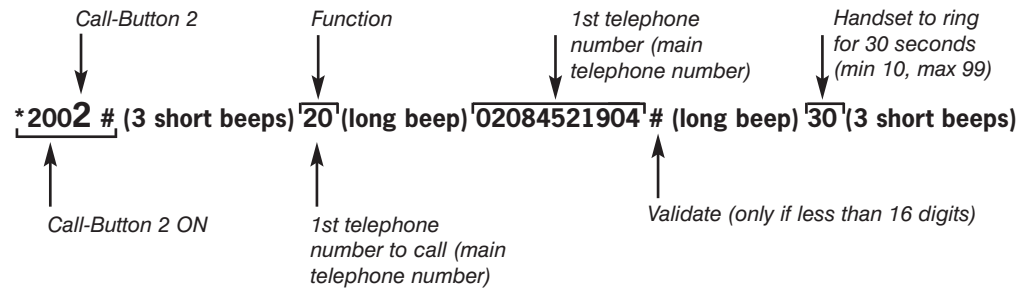 Call-Button 2
Function
1st telephone
number (main
telephone number)
Handset to ring
for 30 seconds
(min 10, max 99)
*2002 # (3 short beeps) 20 (long beep) 02084521904 # (long beep) 30 (3 short beeps)
Call-Button 2 ON
1st telephone
number to call (main
telephone number)
Validate (only if less than 16 digits)